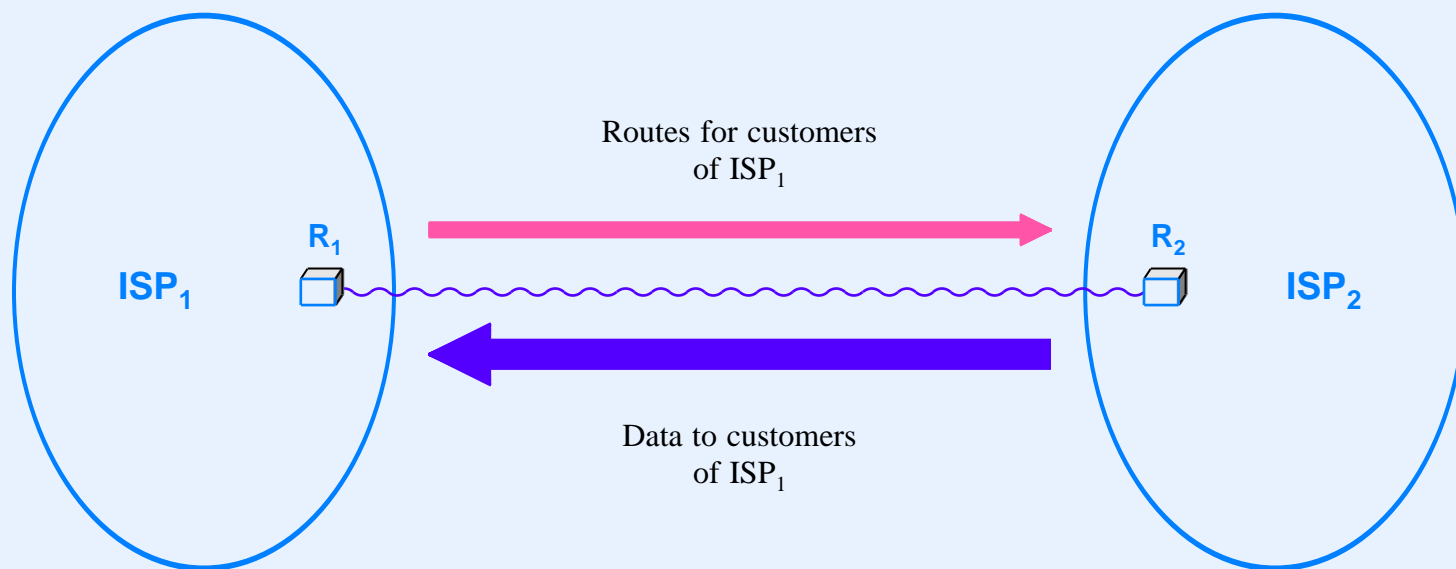 Routes for customers
of ISP₁
R₁
R₂
ISP₁
ISP₂
Data to customers
of ISP₁